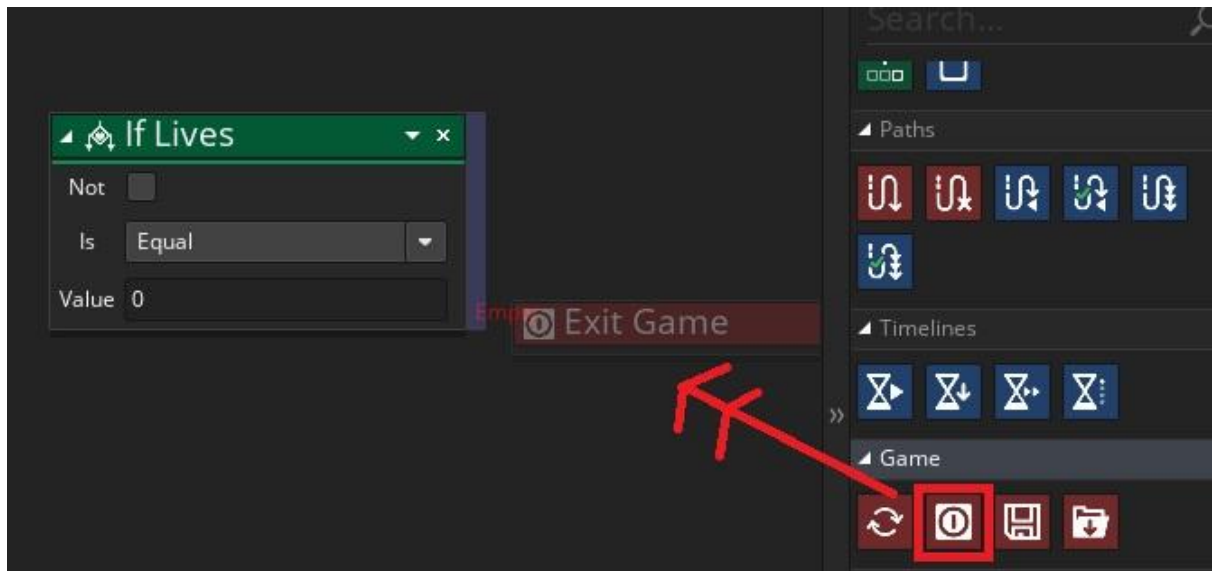 Search...
If Lives
Paths
Not
Is Equal
Value 0
Exit Game
Timelines
Game